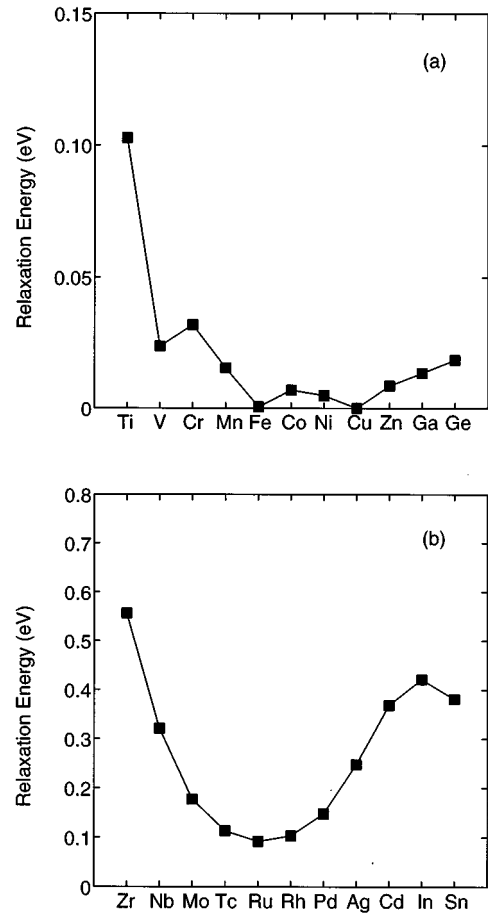 0.15
(a)
0.10
Relaxation Energy (eV)
0.05
0
Ti V Cr Mn Fe Co Ni Cu Zn Ga Ge
0.8
(b)
0.7
0.6
0.5
Relaxation Energy (eV)
0.4
0.3
0.2
0.1
0
Zr Nb Mo Tc Ru Rh Pd Ag Cd In Sn